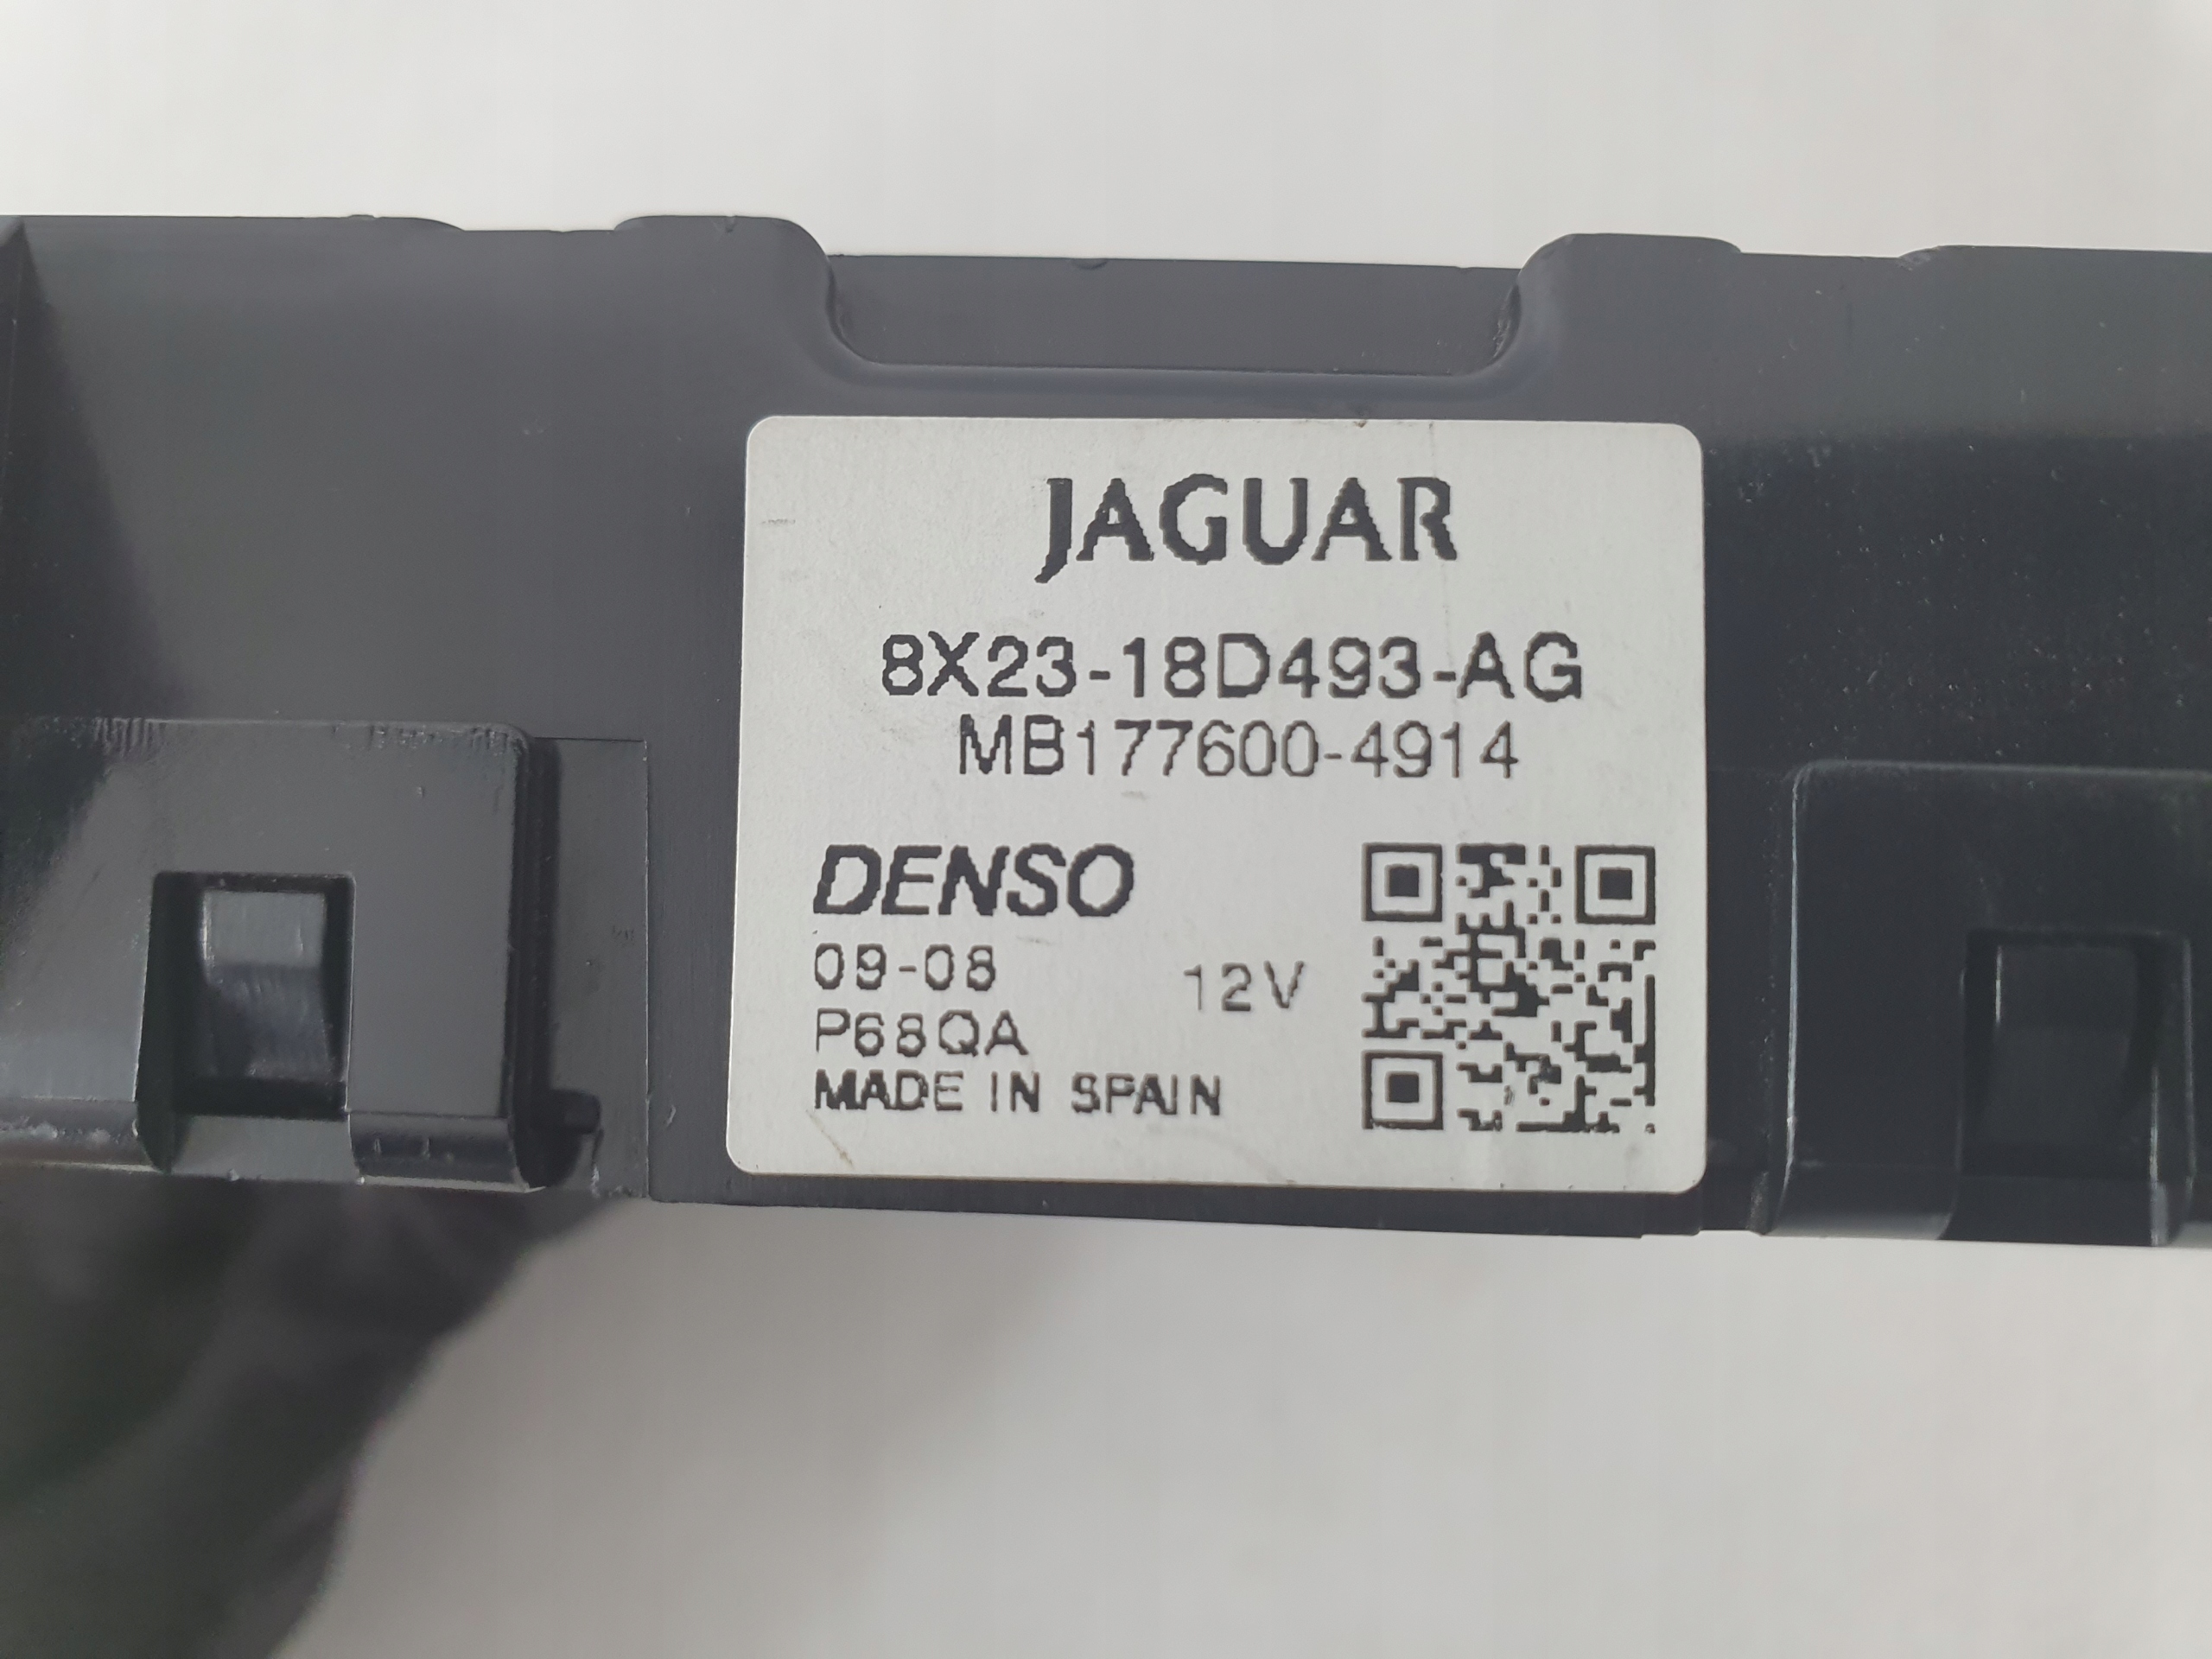 JAGUAR
8X23-18D493-AG
MB177600-4914
DENSO
09-08
12V
P68QA
MADE IN SPAIN